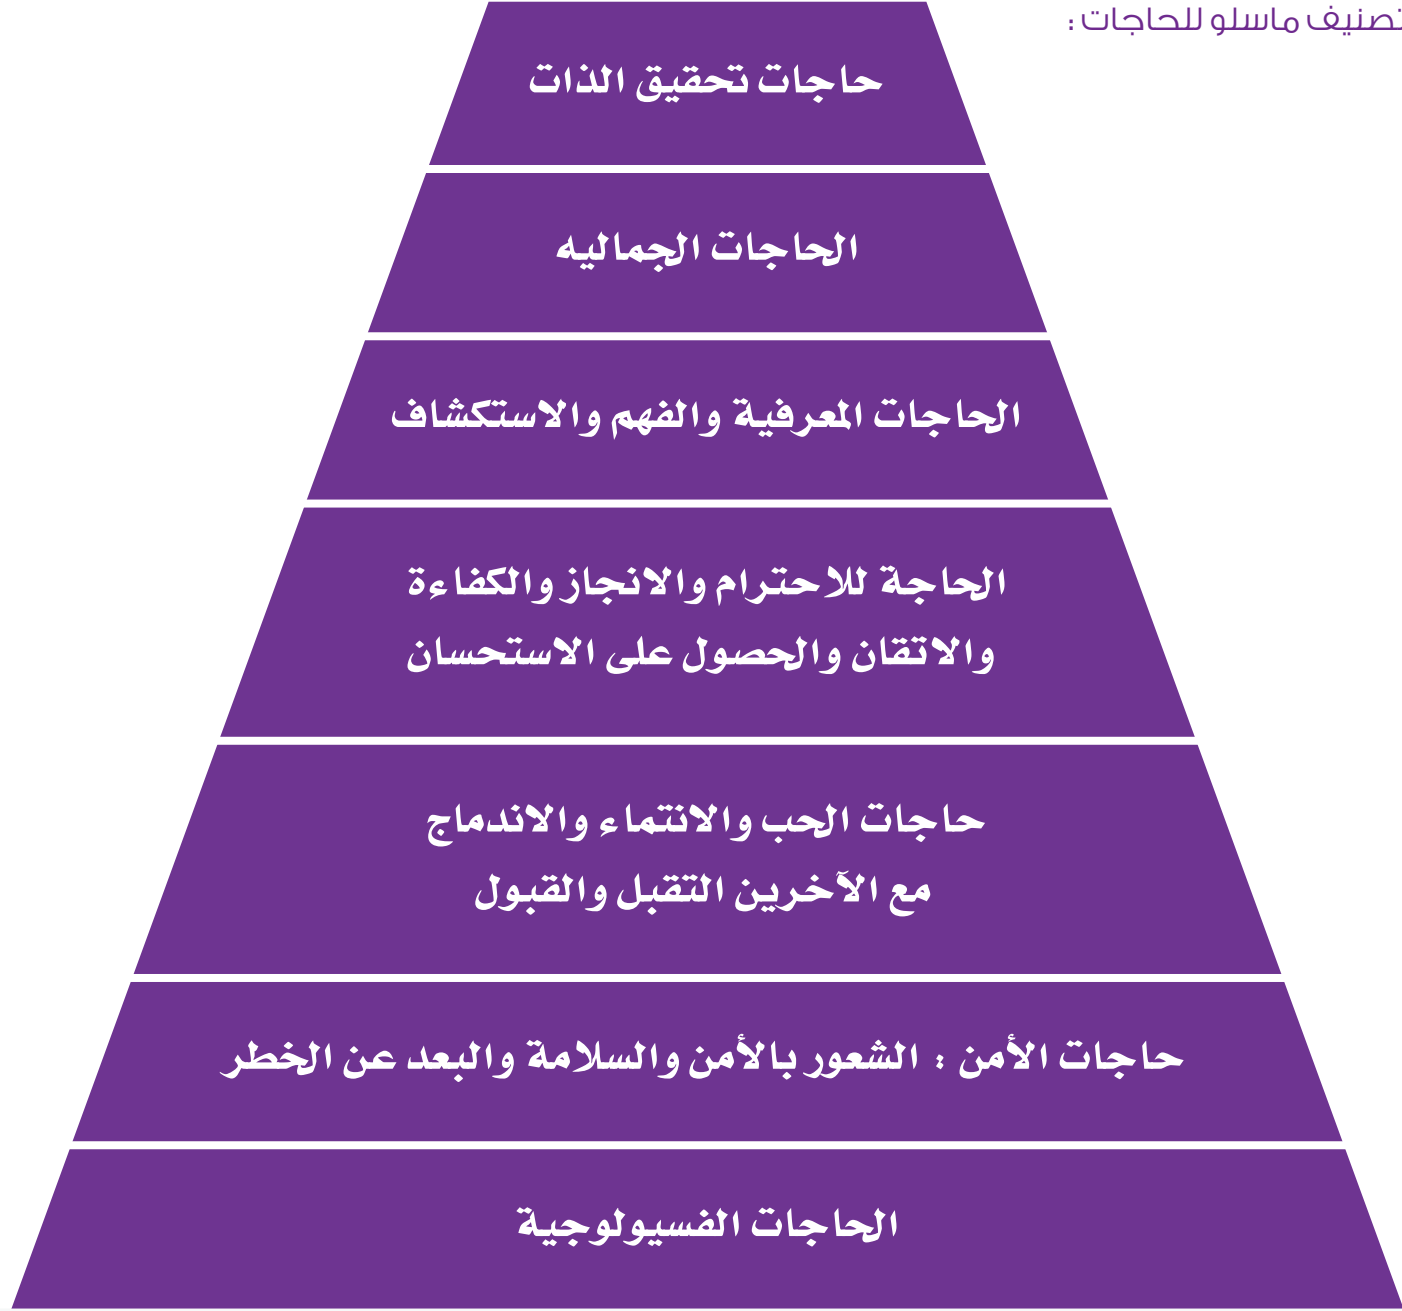 تصنيف ماسلو للحاجات :
حاجات تحقيق الذات
الحاجات الجماليه
الحاجات المعرفية والفهم والاستكشاف
الحاجة للاحترام والانجاز والكفاءة
والاتقان والحصول على الاستحسان
حاجات الحب والانتماء والاندماج
مع الآخرين التقبل والقبول
حاجات الأمن : الشعور بالأمن والسلامة والبعد عن الخطر
الحاجات الفسيولوجية